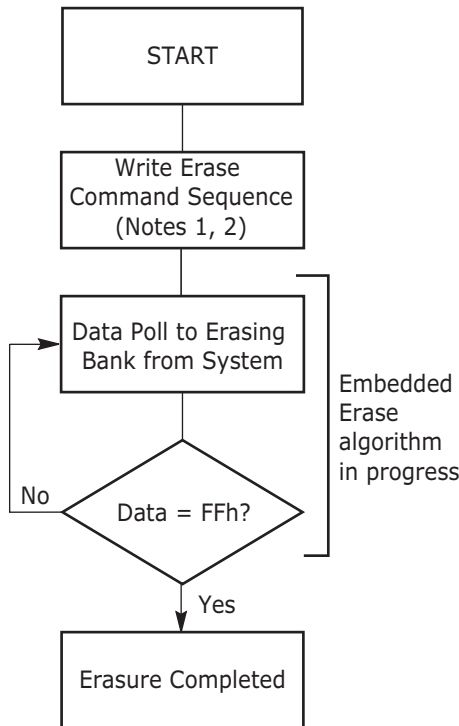 START
Write Erase
Command Sequence
(Notes 1, 2)
Data Poll to Erasing
Bank from System
Embedded
Erase
algorithm
in progress
No
Data = FFh?
Yes
Erasure Completed